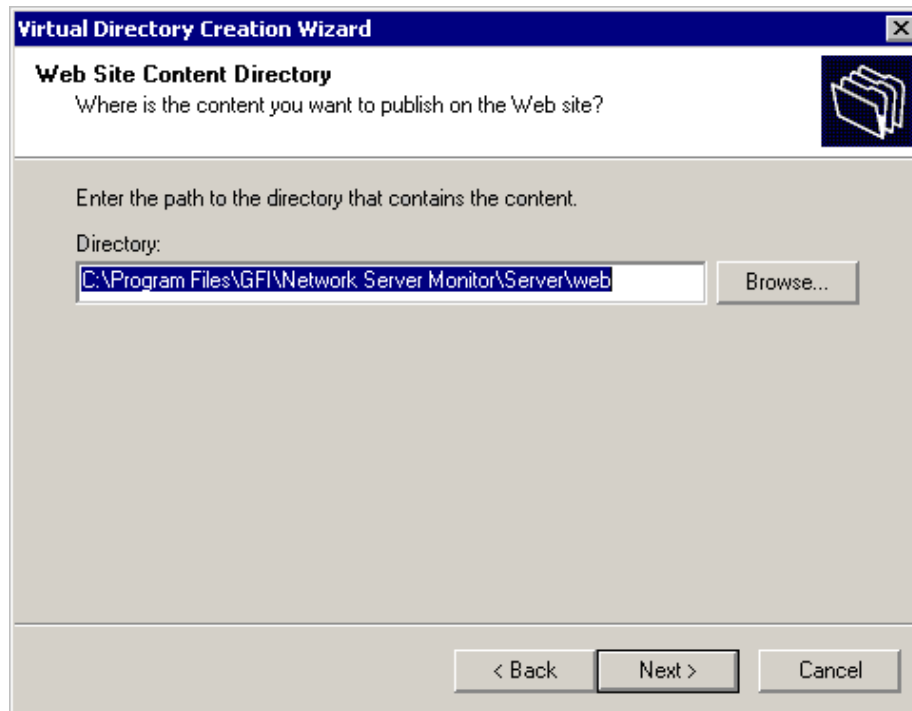 Virtual Directory Creation Wizard
Web Site Content Directory
Where is the content you want to publish on the Web site?
Enter the path to the directory that contains the content.
Directory:
C:\Program Files\GFI\Network Server Monitor\Server\web
Browse...
< Back
Next >
Cancel